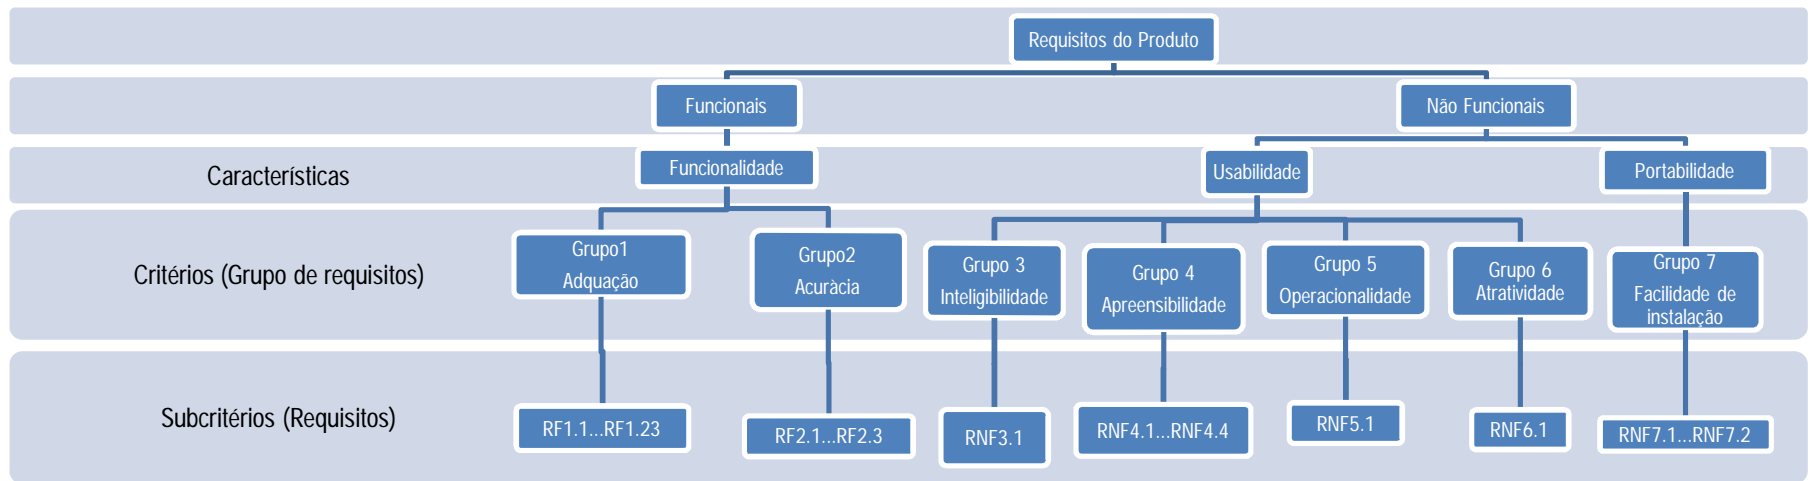 Requisitos do Produto
Funcionais
Não Funcionais
Características
Funcionalidade
Usabilidade
Portabilidade
Critérios (Grupo de requisitos)
Grupo1
Adquação
Grupo2
Acuràcia
Grupo 3
Inteligibilidade
Grupo 4
Apreensibilidade
Grupo 5
Operacionalidade
Grupo 6
Atratividade
Grupo 7
Facilidade de
instalação
Subcritérios (Requisitos)
RF1.1...RF1.23
RF2.1...RF2.3
RNF3.1
RNF4.1...RNF4.4
RNF5.1
RNF6.1
RNF7.1...RNF7.2